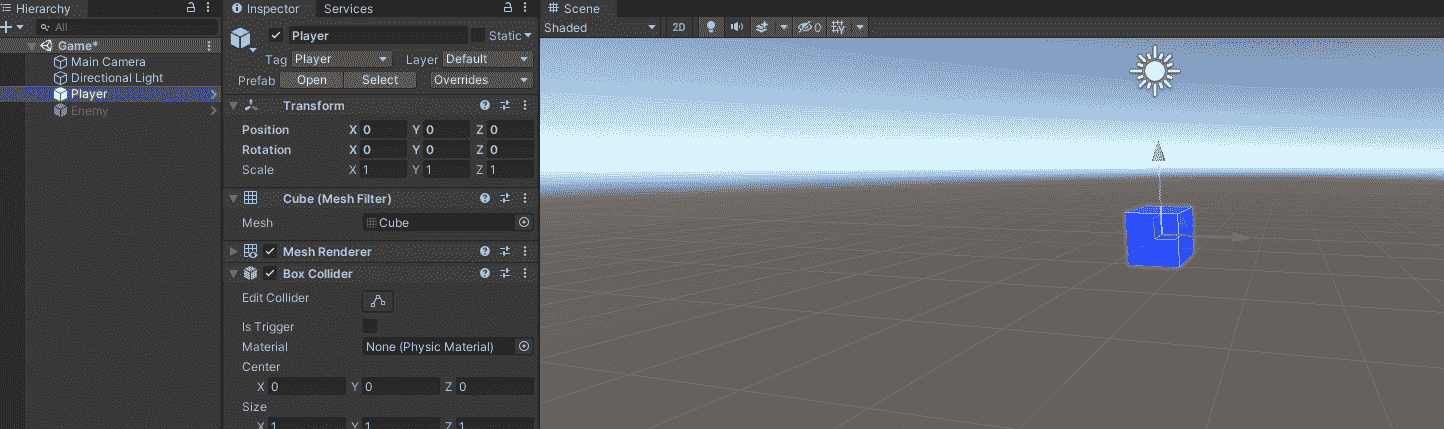 Hierarchy
All
Game*
Main Camera
Directional Light
Player
Enemy
Inspector
Services
Player
Static
Tag
Player
Layer
Default
Prefab
Open
Select
Overrides
Transform
Position
X 0
Y 0
Z 0
Rotation
X 0
Y 0
Z 0
Scale
X 1
Y 1
Z 1
Cube (Mesh Filter)
Mesh
Cube
Mesh Renderer
Box Collider
Edit Collider
Is Trigger
Material
None (Physic Material)
Center
X 0
Y 0
Z 0
Size
X 1
Y 1
Z 1
Scene
Shaded
2D
0